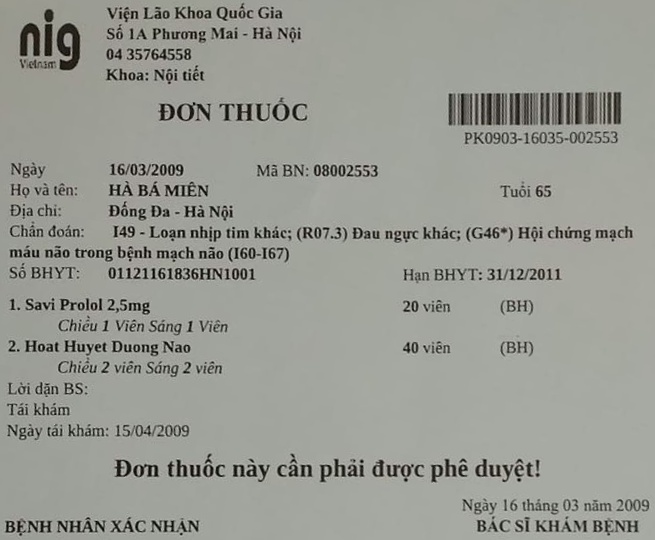 nig
Vietnam
Viện Lão Khoa Quốc Gia
Số 1A Phương Mai - Hà Nội
04 35764558
Khoa: Nội tiết
ĐƠN THUỐC
PK0903-16035-002553
Ngày 16/03/2009 Mã BN: 08002553
Họ và tên: HÀ BÁ MIÊN Tuổi 65
Địa chỉ: Đống Đa - Hà Nội
Chẩn đoán: I49 - Loạn nhịp tim khác; (R07.3) Đau ngực khác; (G46*) Hội chứng mạch
máu não trong bệnh mạch não (I60-I67)
Số BHYT: 01121161836HN1001 Hạn BHYT: 31/12/2011
1. Savi Prolol 2,5mg 20 viên (BH)
Chiều 1 Viên Sáng 1 Viên
2. Hoat Huyet Duong Nao 40 viên (BH)
Chiều 2 viên Sáng 2 viên
Lời dặn BS:
Tái khám
Ngày tái khám: 15/04/2009
Đơn thuốc này cần phải được phê duyệt!
Ngày 16 tháng 03 năm 2009
BỆNH NHÂN XÁC NHẬN BÁC SĨ KHÁM BỆNH